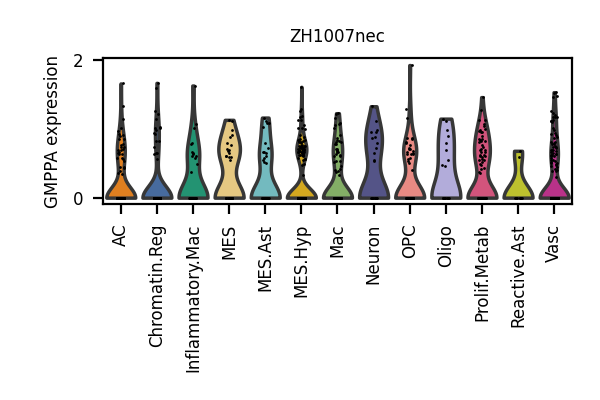 ZH1007nec
GMPPA expression
2
0
AC
Chromatin.Reg
Inflammatory.Mac
MES
MES.Ast
MES.Hyp
Mac
Neuron
OPC
Oligo
Prolif.Metab
Reactive.Ast
Vasc